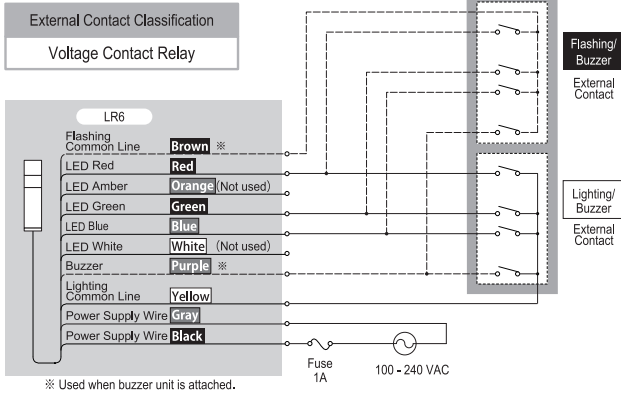 External Contact Classification
Voltage Contact Relay
LR6
Flashing
Common Line Brown ※
LED Red Red
LED Amber Orange (Not used)
LED Green Green
LED Blue Blue
LED White White (Not used)
Buzzer Purple ※
Lighting
Common Line Yellow
Power Supply Wire Gray
Power Supply Wire Black
※ Used when buzzer unit is attached.
Fuse
1A
100 - 240 VAC
Flashing/
Buzzer
External
Contact
Lighting/
Buzzer
External
Contact